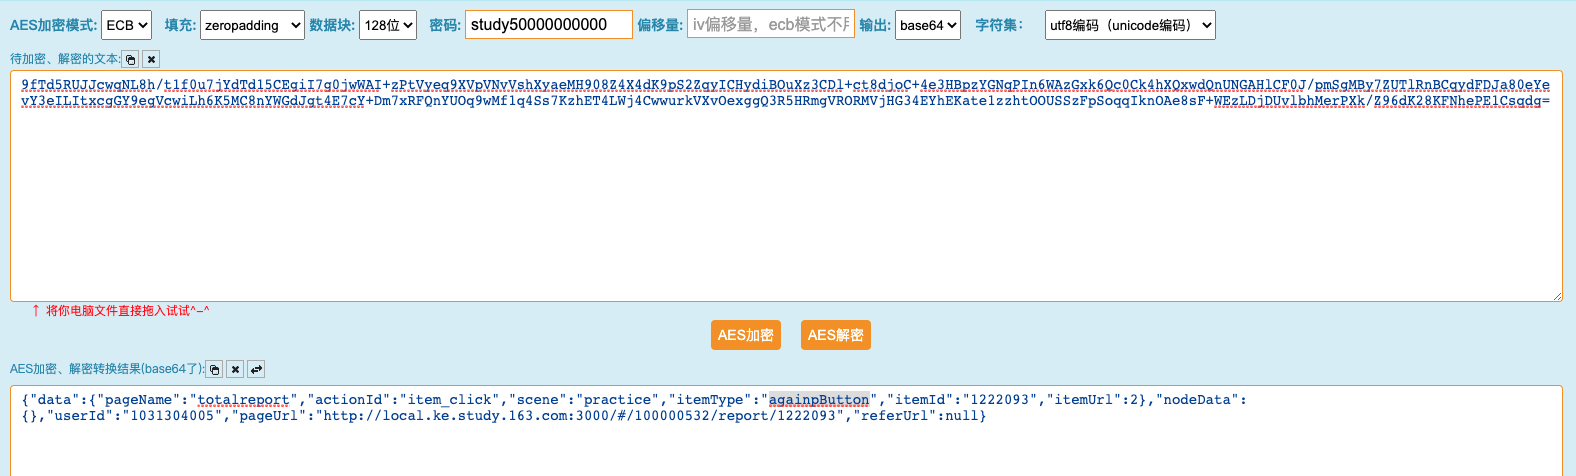 AES加密模式: ECB 填充: zeropadding 数据块: 128位 密码: study50000000000 偏移量: iv偏移量，ecb模式不用 输出: base64 字符集: utf8编码（unicode编码）
待加密、解密的文本:
9fTd5RUJJcwgNL8h/t1f0u7jYdTd15CEgiI7g0jwWAI+zPtVyeq9XVpVNyVshXyaeMH908Z4X4dK9pS2ZgyICHydiBOuXz3CDl+ct8djoC+4e3HBpzYGNqPIn6WAzGxk6Qc0Ck4hXQxwdQnUNGAHlCF0J/pmSgMBy7ZUTlRnBCqydFDJa80eYe
vY3eILItxcgGY9eqVcwiLh6K5MC8nYWGdJgt4E7cY+Dm7xRFQnYUOq9wMf1q4Ss7KzhET4LWj4CwwurkVXvOexggQ3R5HRmgVRORMVjHG34EYhEKate1zzhtOOUSSzFpSoqqIknOAe8sF+WEzLDjDUvlbhMerPXk/Z96dK28KFNhePE1Csqdg=
↑ 将你电脑文件直接拖入试试^-^
AES加密 AES解密
AES加密、解密转换结果(base64了):
{"data":{"pageName":"totalreport","actionId":"item_click","scene":"practice","itemType":"againpButton","itemId":"1222093","itemUrl":2},"nodeData":
{},"userId":"1031304005","pageUrl":"http://local.ke.study.163.com:3000/#/100000532/report/1222093","referUrl":null}